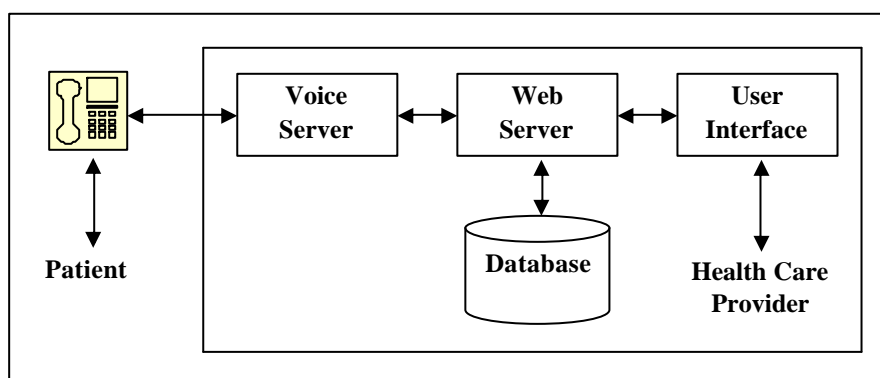 Voice
Server
Web
Server
User
Interface
Patient
Database
Health Care
Provider